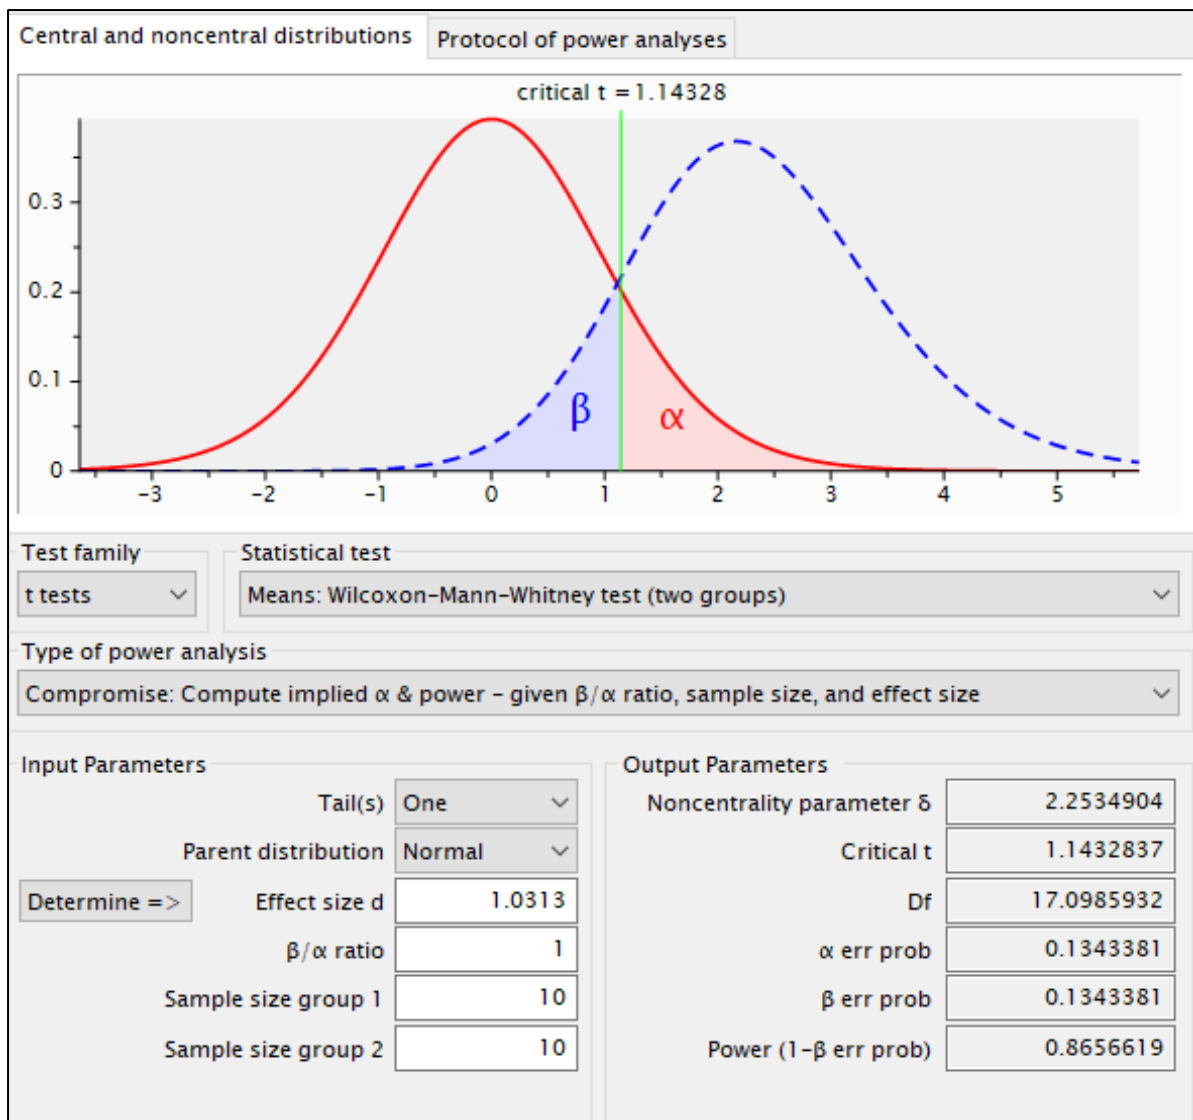 Central and noncentral distributions
Protocol of power analyses
critical t = 1.14328
0.3
0.2
0.1
0
β
α
-3
-2
-1
0
1
2
3
4
5
Test family
Statistical test
t tests
Means: Wilcoxon-Mann-Whitney test (two groups)
Type of power analysis
Compromise: Compute implied α & power – given β/α ratio, sample size, and effect size
Input Parameters
Tail(s) One
Parent distribution Normal
Determine => Effect size d 1.0313
β/α ratio 1
Sample size group 1 10
Sample size group 2 10
Output Parameters
Noncentrality parameter δ 2.2534904
Critical t 1.1432837
Df 17.0985932
α err prob 0.1343381
β err prob 0.1343381
Power (1-β err prob) 0.8656619